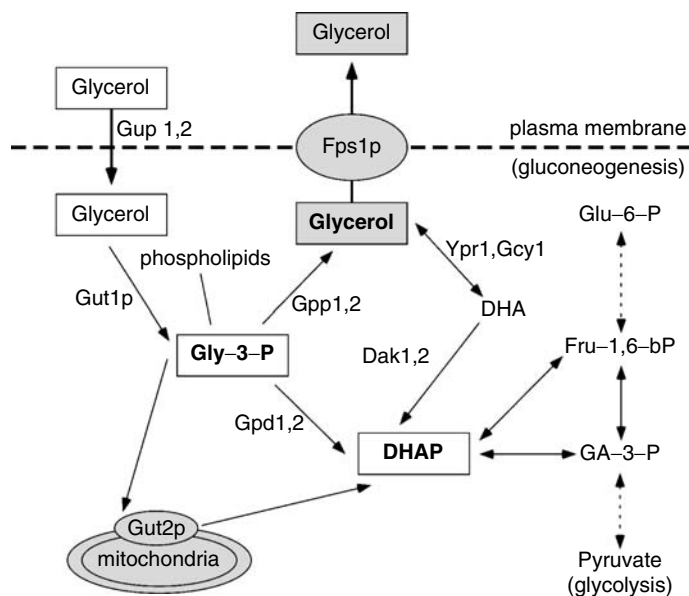 Glycerol
Glycerol
Gup 1,2
plasma membrane
Fps1p
(gluconeogenesis)
Glycerol
Glycerol
Glu–6–P
phospholipids
Ypr1,Gcy1
Gut1p
Gpp1,2
DHA
Gly–3–P
Dak1,2
Fru–1,6–bP
Gpd1,2
DHAP
GA–3–P
Gut2p
mitochondria
Pyruvate
(glycolysis)